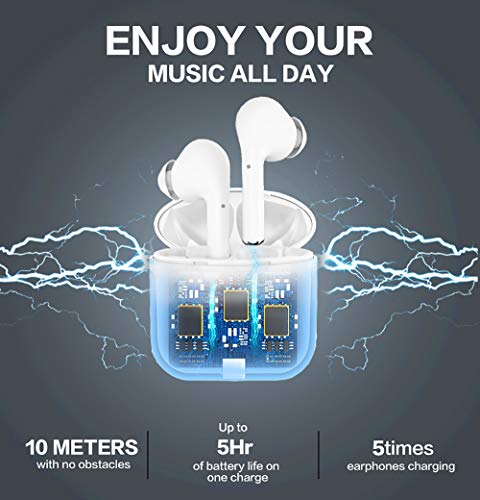 ENJOY YOUR
MUSIC ALL DAY
10 METERS
with no obstacles
Up to
5Hr
of battery life on
one charge
5times
earphones charging